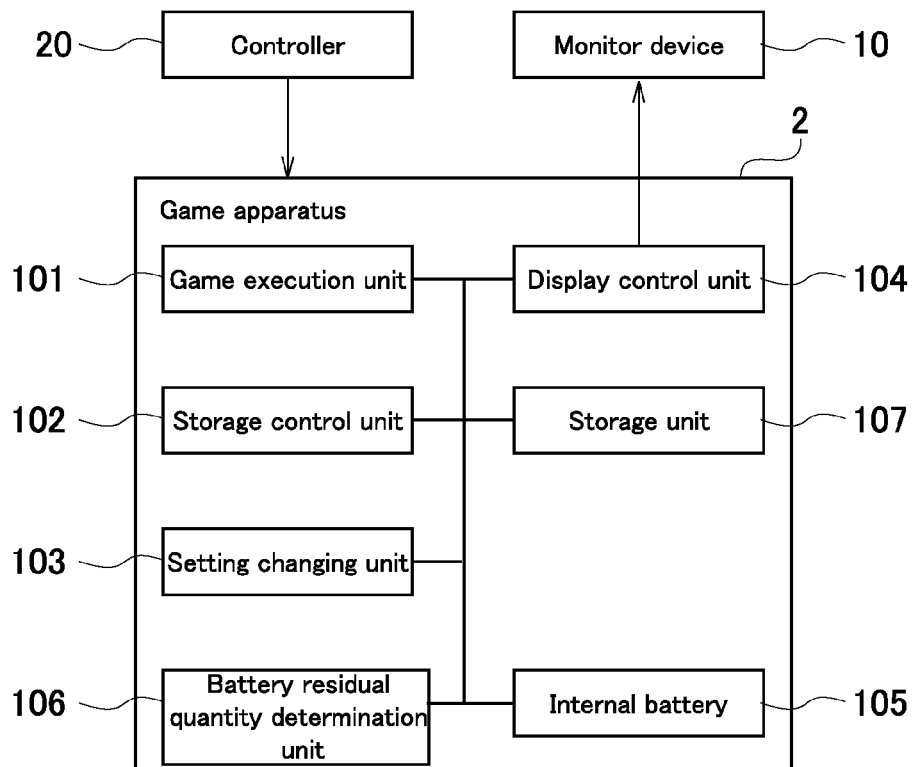 20
Controller
Monitor device
10
2
Game apparatus
101
Game execution unit
Display control unit
104
102
Storage control unit
Storage unit
107
103
Setting changing unit
106
Battery residual
quantity determination
unit
Internal battery
105